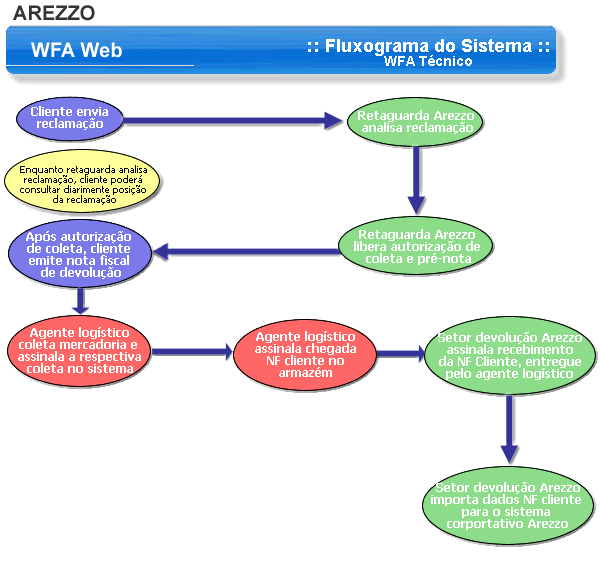 AREZZO
WFA Web
:: Fluxograma do Sistema ::
WFA Técnico
Cliente envia
reclamação
Retaguarda Arezzo
analisa reclamação
Enquanto retaguarda analisa
reclamação, cliente poderá
consultar diarimente posição
da reclamação
Retaguarda Arezzo
libera autorização de
coleta e pré-nota
Após autorização
de coleta, cliente
emite nota fiscal
de devolução
Agente logístico
coleta mercadoria e
assinala a respectiva
coleta no sistema
Agente logístico
assinala chegada
NF cliente no
armazém
Setor devolução Arezzo
assinala recebimento
da NF Cliente, entregue
pelo agente logístico
Setor devolução Arezzo
importa dados NF cliente
para o sistema
corportativo Arezzo